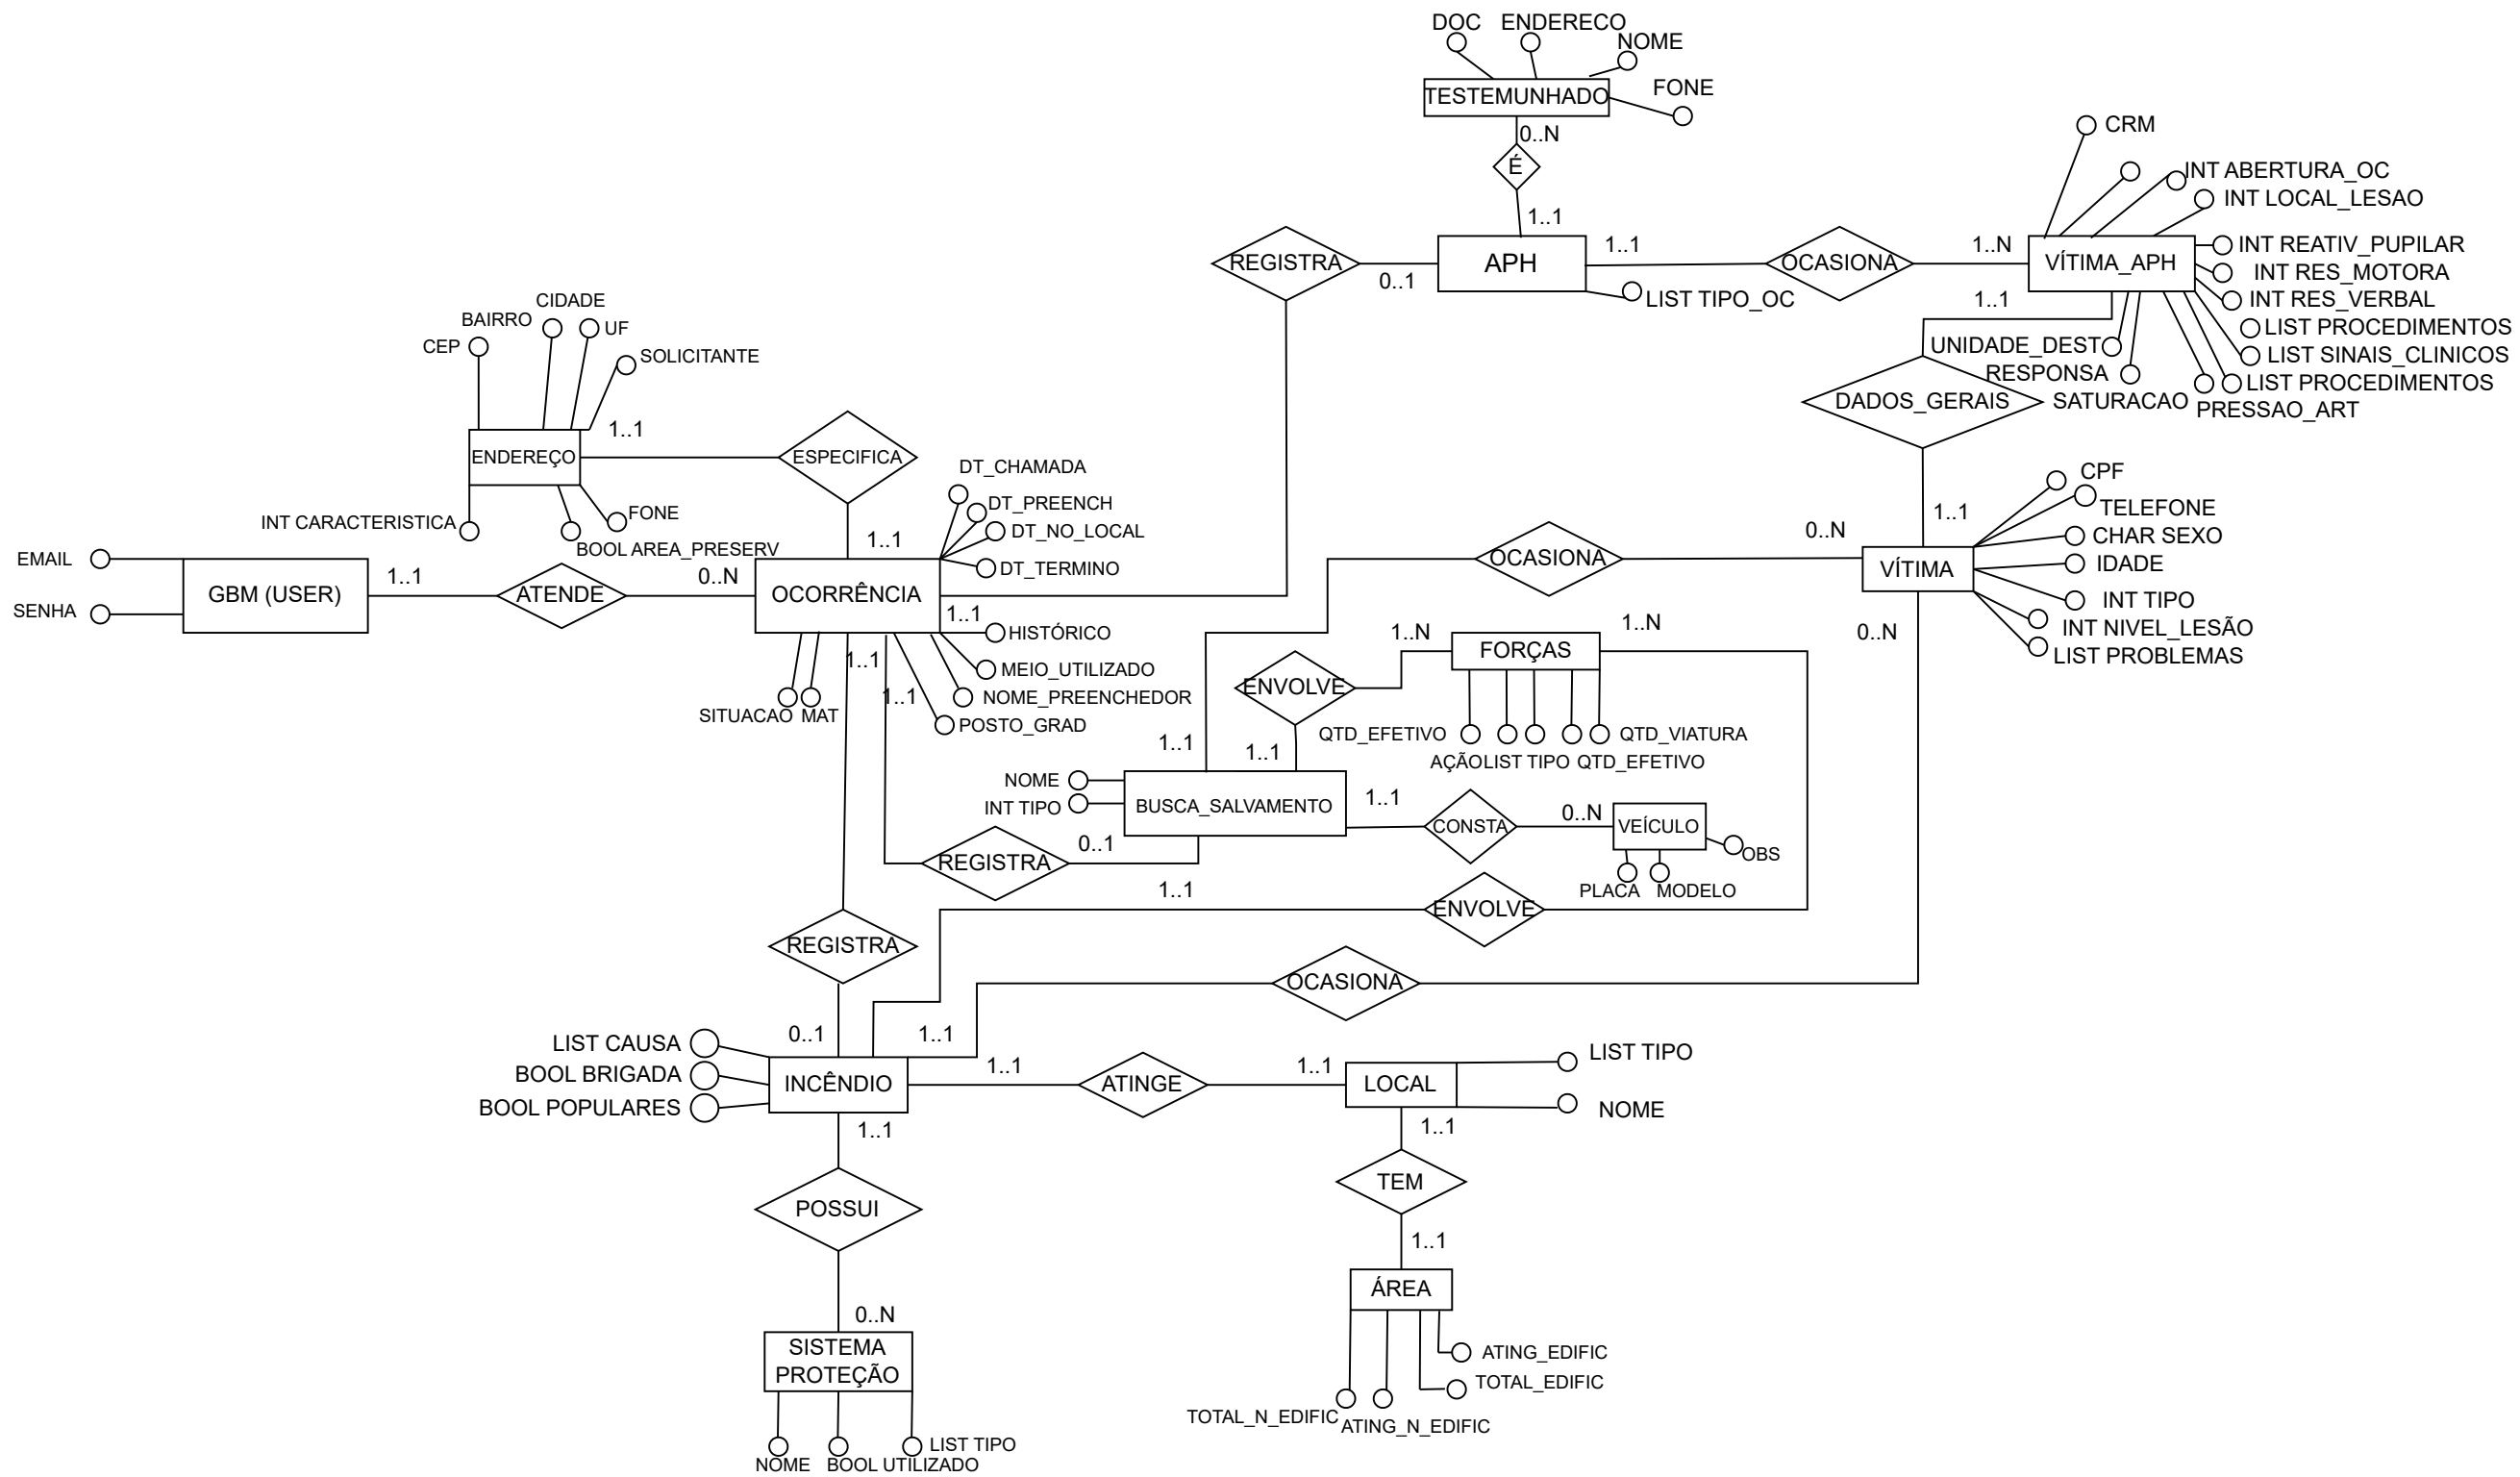 DOC
ENDERECO
NOME
FONE
TESTEMUNHADO
0..N
É
1..1
CRM
INT ABERTURA_OC
INT LOCAL_LESAO
REGISTRA
0..1
APH
1..1
LIST TIPO_OC
OCASIONA
1..N
VÍTIMA_APH
1..1
INT REATIV_PUPILAR
INT RES_MOTORA
INT RES_VERBAL
LIST PROCEDIMENTOS
LIST SINAIS_CLINICOS
LIST PROCEDIMENTOS
PRESSAO_ART
UNIDADE_DEST
RESPONSA
SATURACAO
DADOS_GERAIS
1..1
CIDADE
BAIRRO
UF
CEP
SOLICITANTE
ENDEREÇO
1..1
INT CARACTERISTICA
FONE
BOOL AREA_PRESERV
ESPECIFICA
1..1
DT_CHAMADA
DT_PREENCH
DT_NO_LOCAL
DT_TERMINO
EMAIL
SENHA
GBM (USER)
1..1
ATENDE
0..N
OCORRÊNCIA
1..1
HISTÓRICO
MEIO_UTILIZADO
NOME_PREENCHEDOR
POSTO_GRAD
SITUACAO
MAT
1..1
1..1
OCASIONA
0..N
VÍTIMA
0..N
CPF
TELEFONE
CHAR SEXO
IDADE
INT TIPO
INT NIVEL_LESÃO
LIST PROBLEMAS
ENVOLVE
1..N
FORÇAS
1..N
QTD_EFETIVO
AÇÃO
LIST TIPO
QTD_EFETIVO
QTD_VIATURA
1..1
1..1
NOME
INT TIPO
BUSCA_SALVAMENTO
1..1
CONSTA
0..N
VEÍCULO
OBS
PLACA
MODELO
REGISTRA
0..1
1..1
ENVOLVE
REGISTRA
OCASIONA
0..1
1..1
LIST CAUSA
BOOL BRIGADA
BOOL POPULARES
INCÊNDIO
1..1
ATINGE
1..1
LOCAL
LIST TIPO
NOME
1..1
1..1
POSSUI
TEM
1..1
0..N
SISTEMA
PROTEÇÃO
NOME
BOOL UTILIZADO
LIST TIPO
ÁREA
ATING_EDIFIC
TOTAL_EDIFIC
TOTAL_N_EDIFIC
ATING_N_EDIFIC